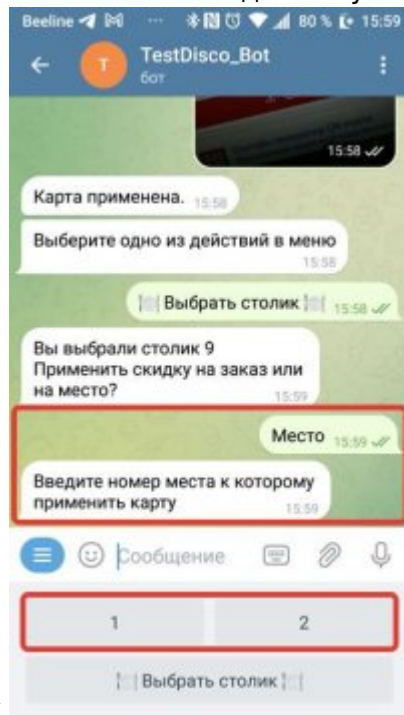 Beeline 80 % 15:59
T
TestDisco_Bot
бот
15:58
Карта применена. 15:58
Выберите одно из действий в меню
15:58
🍽 Выбрать столик 🍽 15:58
Вы выбрали столик 9
Применить скидку на заказ или
на место?
15:59
Место 15:59
Введите номер места к которому
применить карту
15:59
Сообщение
1 2
🍽 Выбрать столик 🍽